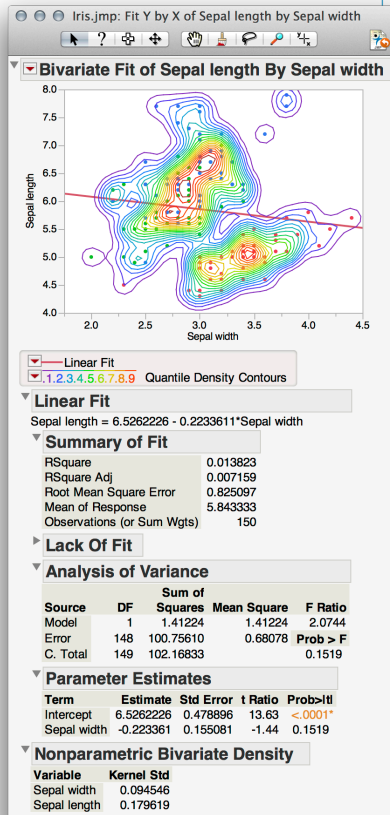 Iris.jmp: Fit Y by X of Sepal length by Sepal width
Bivariate Fit of Sepal length By Sepal width
8.0
7.5
7.0
6.5
6.0
5.5
5.0
4.5
4.0
Sepal length
2.0 2.5 3.0 3.5 4.0 4.5
Sepal width
Linear Fit
.1.2.3.4.5.6.7.8.9 Quantile Density Contours
Linear Fit
Sepal length = 6.5262226 - 0.2233611*Sepal width
Summary of Fit
RSquare 0.013823
RSquare Adj 0.007159
Root Mean Square Error 0.825097
Mean of Response 5.843333
Observations (or Sum Wgts) 150
Lack Of Fit
Analysis of Variance
Sum of
Source DF Squares Mean Square F Ratio
Model 1 1.41224 1.41224 2.0744
Error 148 100.75610 0.68078 Prob > F
C. Total 149 102.16833 0.1519
Parameter Estimates
Term Estimate Std Error t Ratio Prob>|t|
Intercept 6.5262226 0.478896 13.63 <.0001*
Sepal width -0.223361 0.155081 -1.44 0.1519
Nonparametric Bivariate Density
Variable Kernel Std
Sepal width 0.094546
Sepal length 0.179619